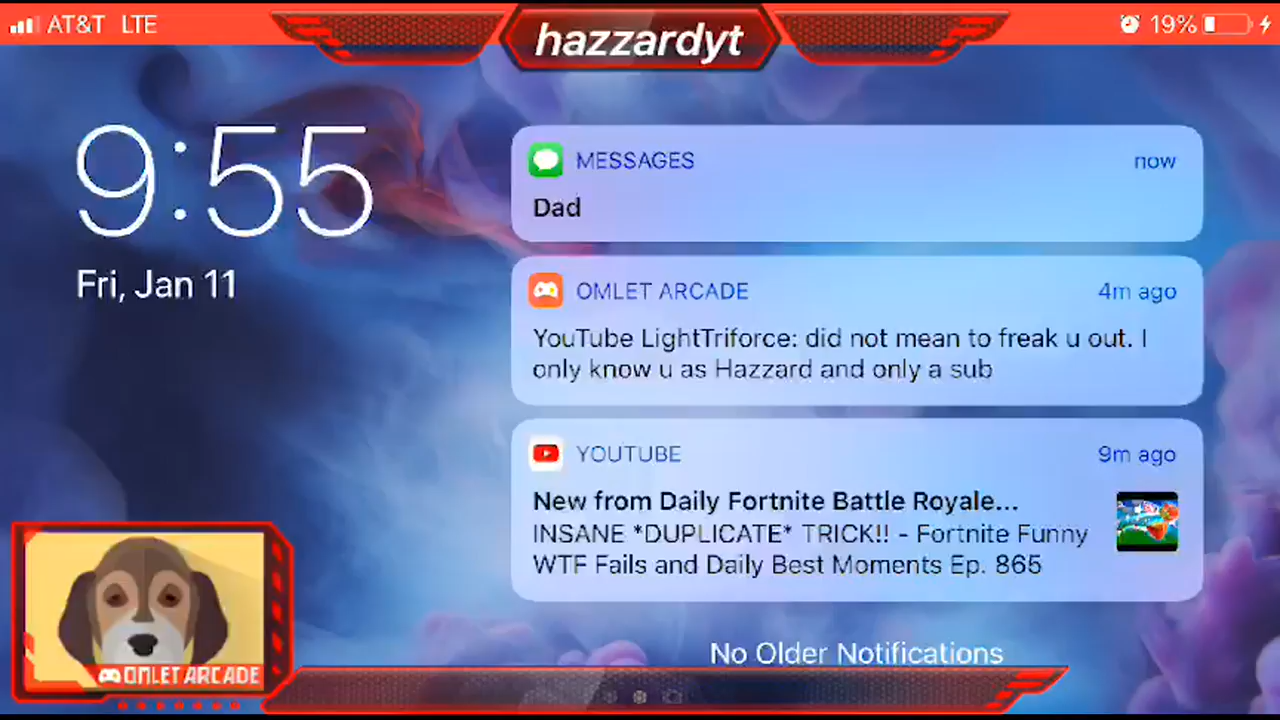 AT&T LTE
hazzardyt
19%
9:55
Fri, Jan 11
MESSAGES now
Dad
OMLET ARCADE 4m ago
YouTube LightTriforce: did not mean to freak u out. I
only know u as Hazzard and only a sub
YOUTUBE 9m ago
New from Daily Fortnite Battle Royale...
INSANE *DUPLICATE* TRICK!! - Fortnite Funny
WTF Fails and Daily Best Moments Ep. 865
No Older Notifications
OMLET ARCADE